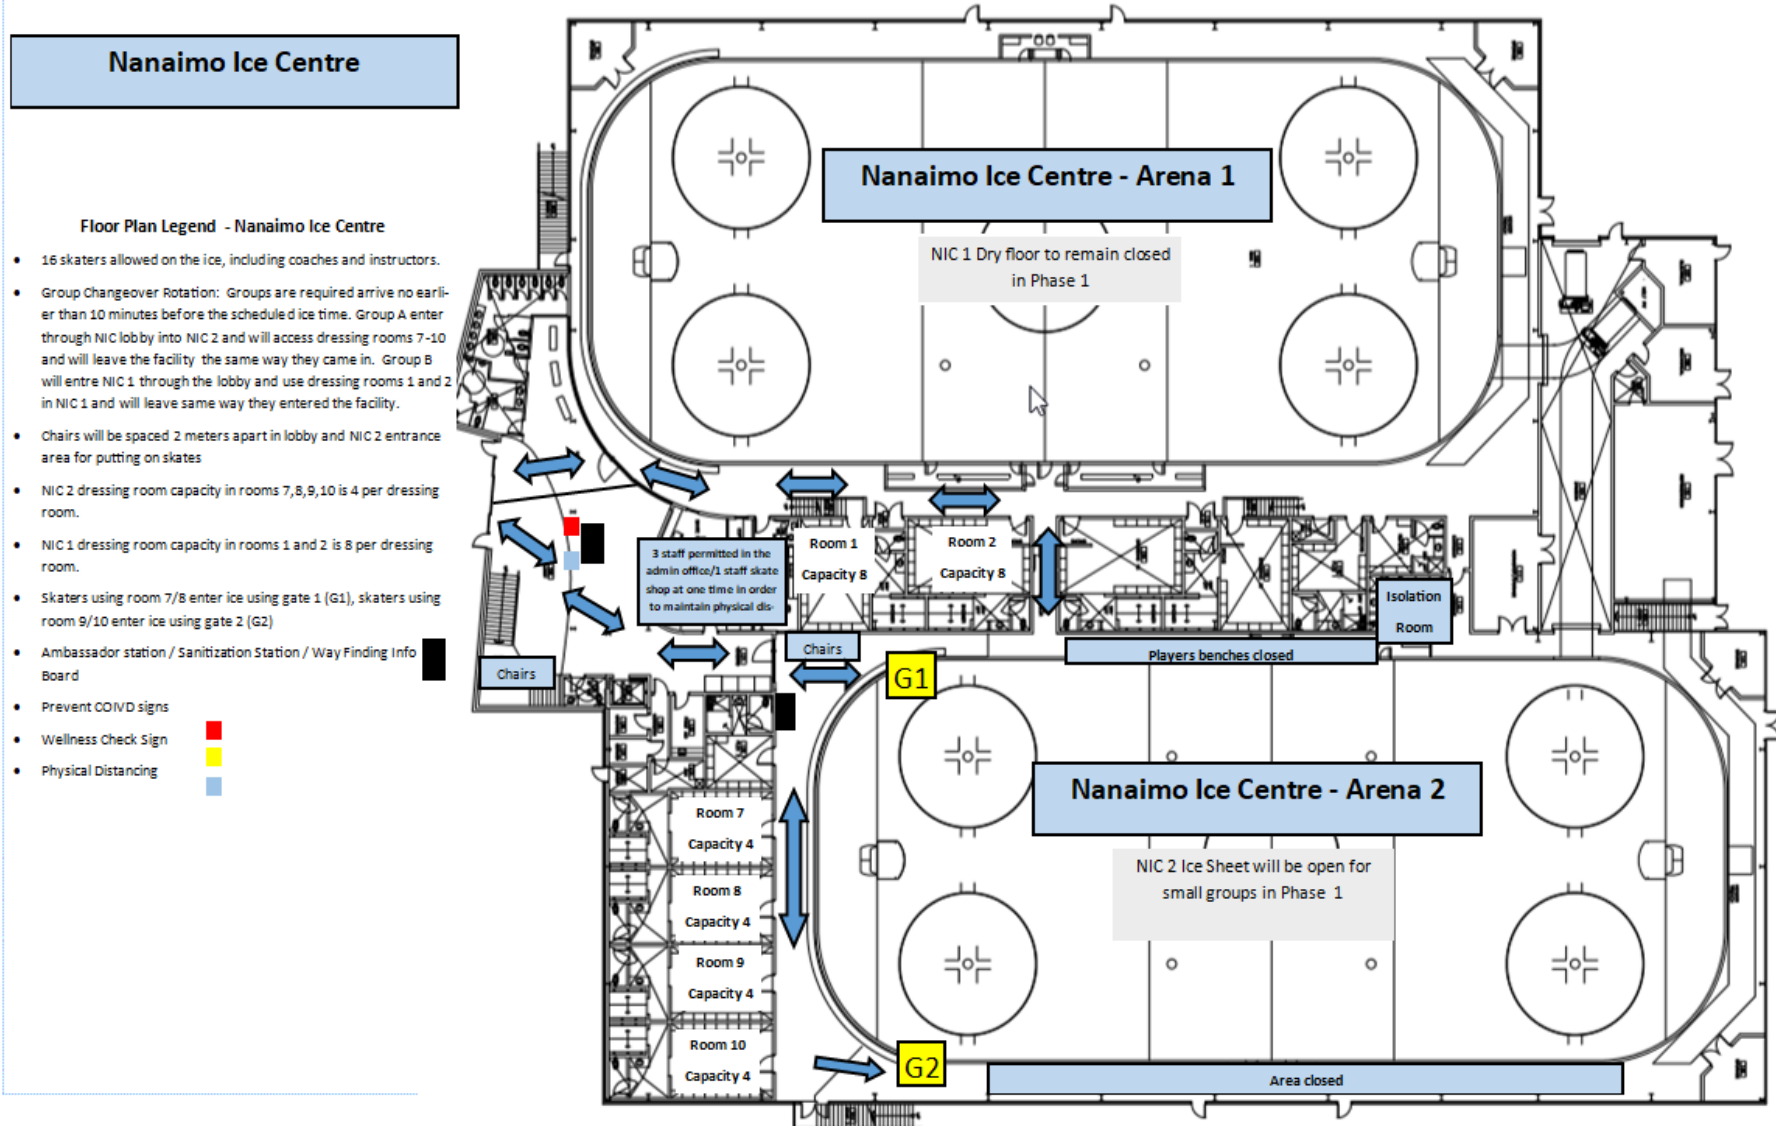 Nanaimo Ice Centre
Floor Plan Legend - Nanaimo Ice Centre
• 16 skaters allowed on the ice, including coaches and instructors.
• Group Changeover Rotation: Groups are required arrive no earli-
er than 10 minutes before the scheduled ice time. Group A enter
through NIC lobby into NIC 2 and will access dressing rooms 7-10
and will leave the facility the same way they came in. Group B
will entre NIC 1 through the lobby and use dressing rooms 1 and 2
in NIC 1 and will leave same way they entered the facility.
• Chairs will be spaced 2 meters apart in lobby and NIC 2 entrance
area for putting on skates
• NIC 2 dressing room capacity in rooms 7,8,9,10 is 4 per dressing
room.
• NIC 1 dressing room capacity in rooms 1 and 2 is 8 per dressing
room.
• Skaters using room 7/8 enter ice using gate 1 (G1), skaters using
room 9/10 enter ice using gate 2 (G2)
• Ambassador station / Sanitization Station / Way Finding Info
Board
• Prevent COIVD signs
• Wellness Check Sign
• Physical Distancing
Nanaimo Ice Centre - Arena 1
NIC 1 Dry floor to remain closed
in Phase 1
3 staff permitted in the
admin office/1 staff skate
shop at one time in order
to maintain physical dis-
Room 1
Capacity 8
Room 2
Capacity 8
Isolation
Room
Chairs
Chairs
Players benches closed
G1
Nanaimo Ice Centre - Arena 2
NIC 2 Ice Sheet will be open for
small groups in Phase 1
Room 7
Capacity 4
Room 8
Capacity 4
Room 9
Capacity 4
Room 10
Capacity 4
G2
Area closed